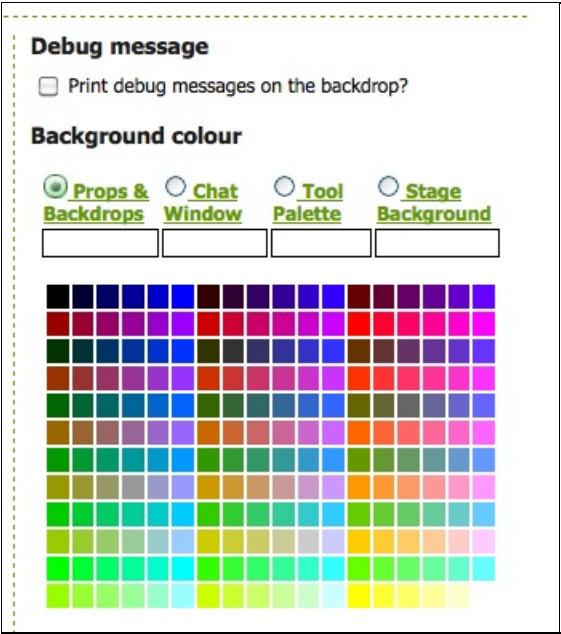 Debug message
Print debug messages on the backdrop?
Background colour
Props & Chat Tool Stage
Backdrops Window Palette Background